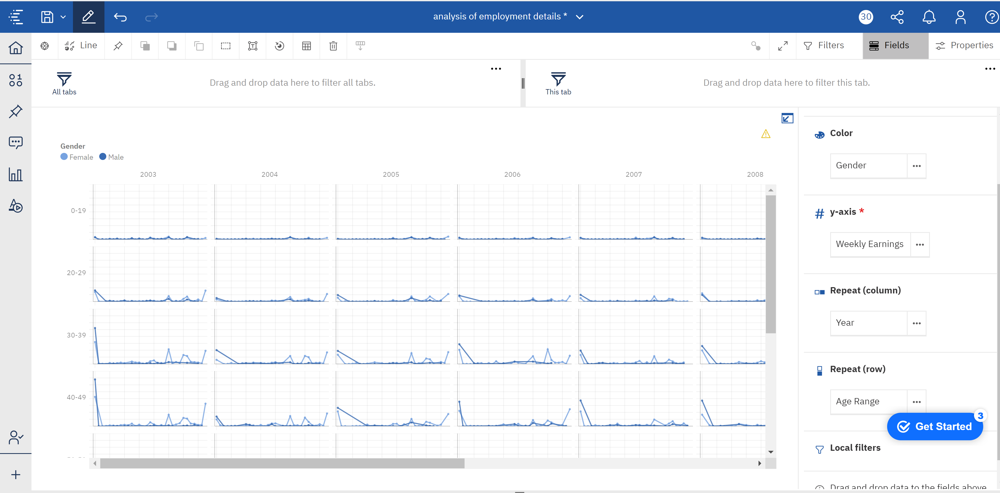 analysis of employment details *
30
Line
Filters
Fields
Properties
All tabs
Drag and drop data here to filter all tabs.
This tab
Drag and drop data here to filter this tab.
Gender
Female Male
2003 2004 2005 2006 2007 2008
0-19
20-29
30-39
40-49
Color
Gender
y-axis *
Weekly Earnings
Repeat (column)
Year
Repeat (row)
Age Range
3
Get Started
Local filters
Drag and drop data to the fields above